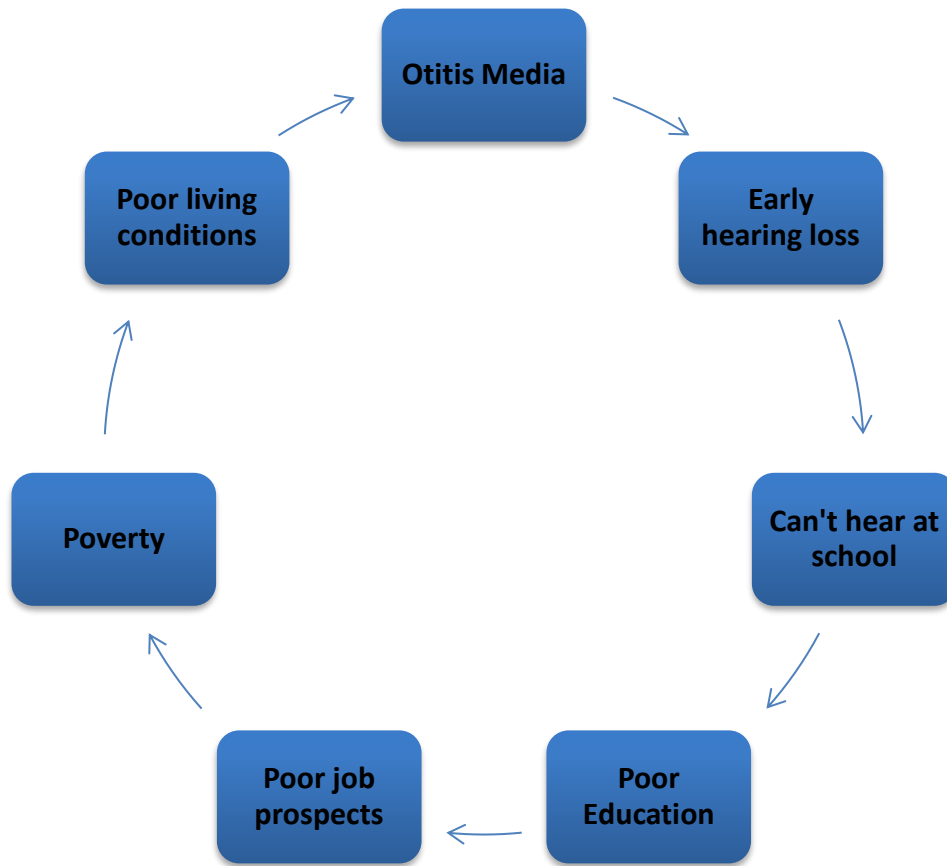 Otitis Media
Early
hearing loss
Can't hear at
school
Poor
Education
Poor job
prospects
Poverty
Poor living
conditions